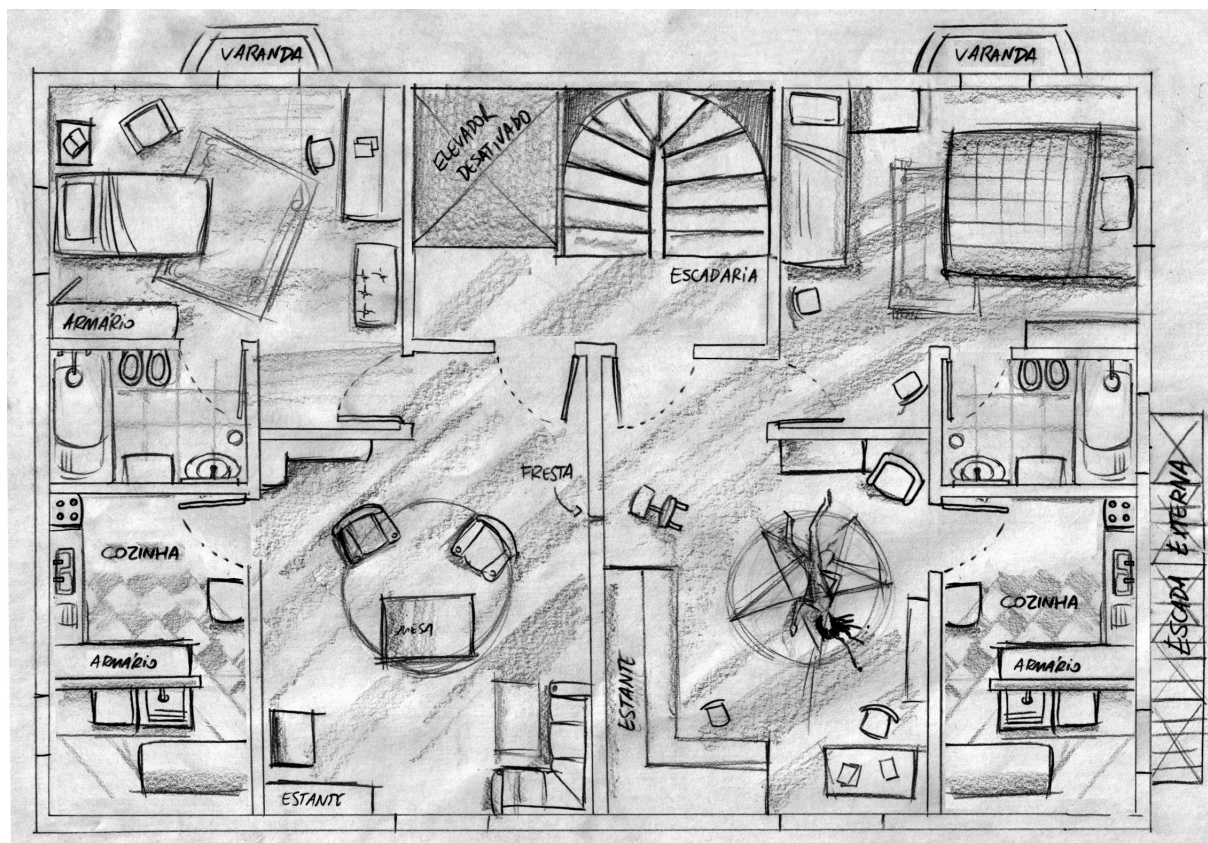 VARANDA
VARANDA
ELEVADOR
DESATIVADO
ESCADARIA
ARMÁRIO
FRESTA
COZINHA
COZINHA
MESA
ARMÁRIO
ARMÁRIO
ESTANTE
ESTANTE
ESCADA EXTERNA